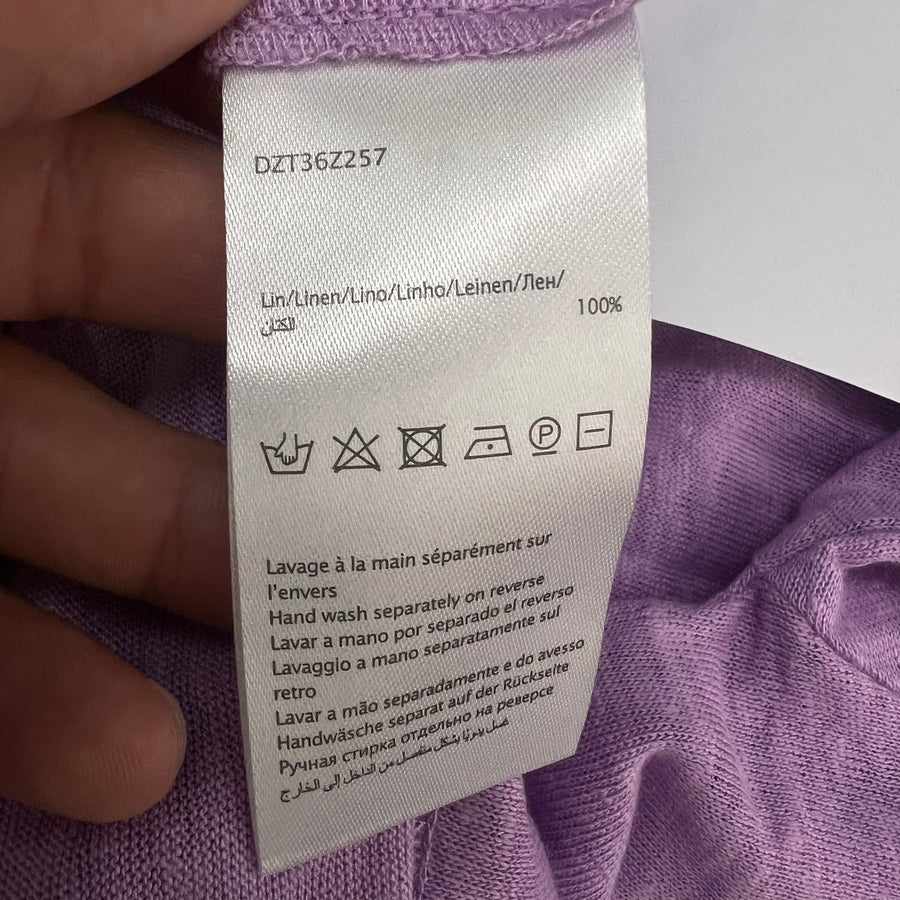 DZT36Z257
Lin/Linen/Lino/Linho/Leinen/Лен/
الكتان
100%
P
Lavage à la main séparément sur
l'envers
Hand wash separately on reverse
Lavar a mano por separado el reverso
Lavaggio a mano separatamente sul
retro
Lavar a mão separadamente e do avesso
Handwäsche separat auf der Rückseite
Ручная стирка отдельно на реверсе
غسل يدويًا بشكل منفصل من الداخل إلى الخارج